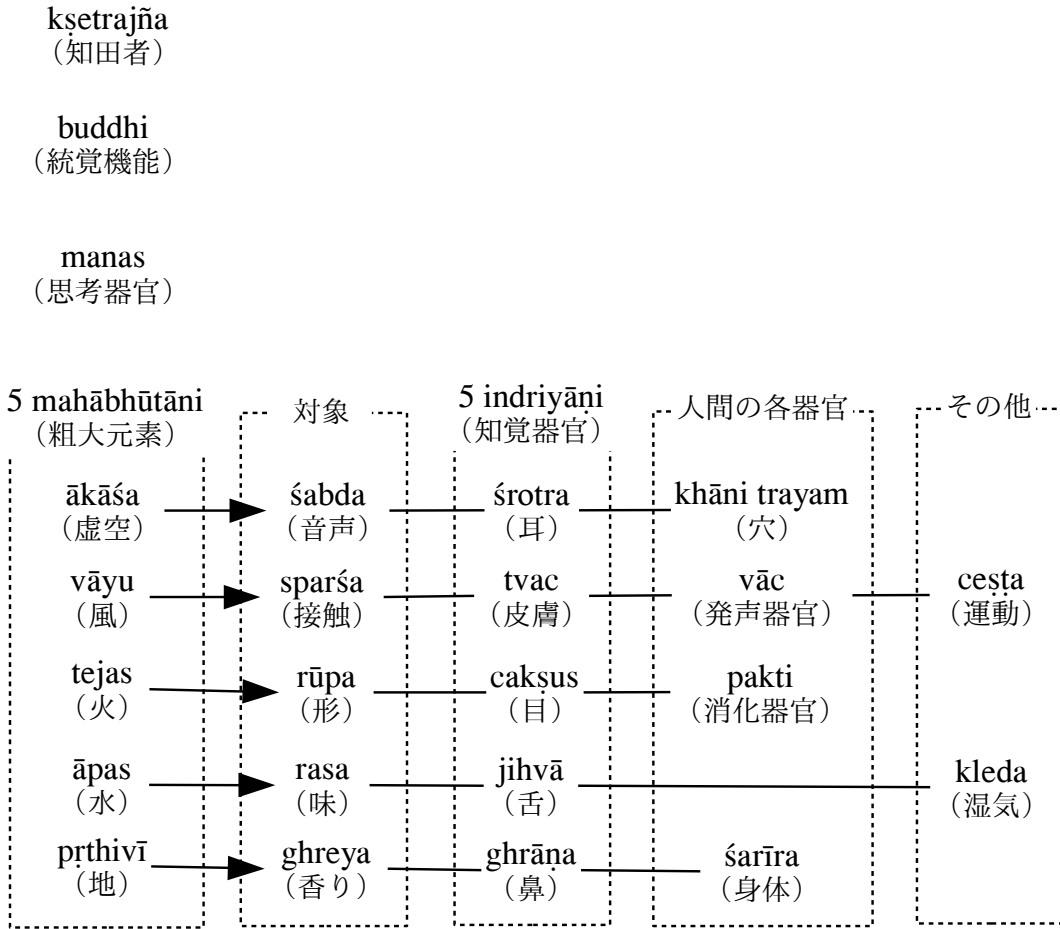 kṣetrajña
（知田者）
buddhi
（統覚機能）
manas
（思考器官）
5 mahābhūtāni
（粗大元素）
対象
5 indriyāṇi
（知覚器官）
人間の各器官
その他
ākāśa
（虚空）
śabda
（音声）
śrotra
（耳）
khāni trayam
（穴）
vāyu
（風）
sparśa
（接触）
tvac
（皮膚）
vāc
（発声器官）
ceṣṭa
（運動）
tejas
（火）
rūpa
（形）
cakṣus
（目）
pakti
（消化器官）
āpas
（水）
rasa
（味）
jihvā
（舌）
kleda
（湿気）
pṛthivī
（地）
ghreya
（香り）
ghrāṇa
（鼻）
śarīra
（身体）